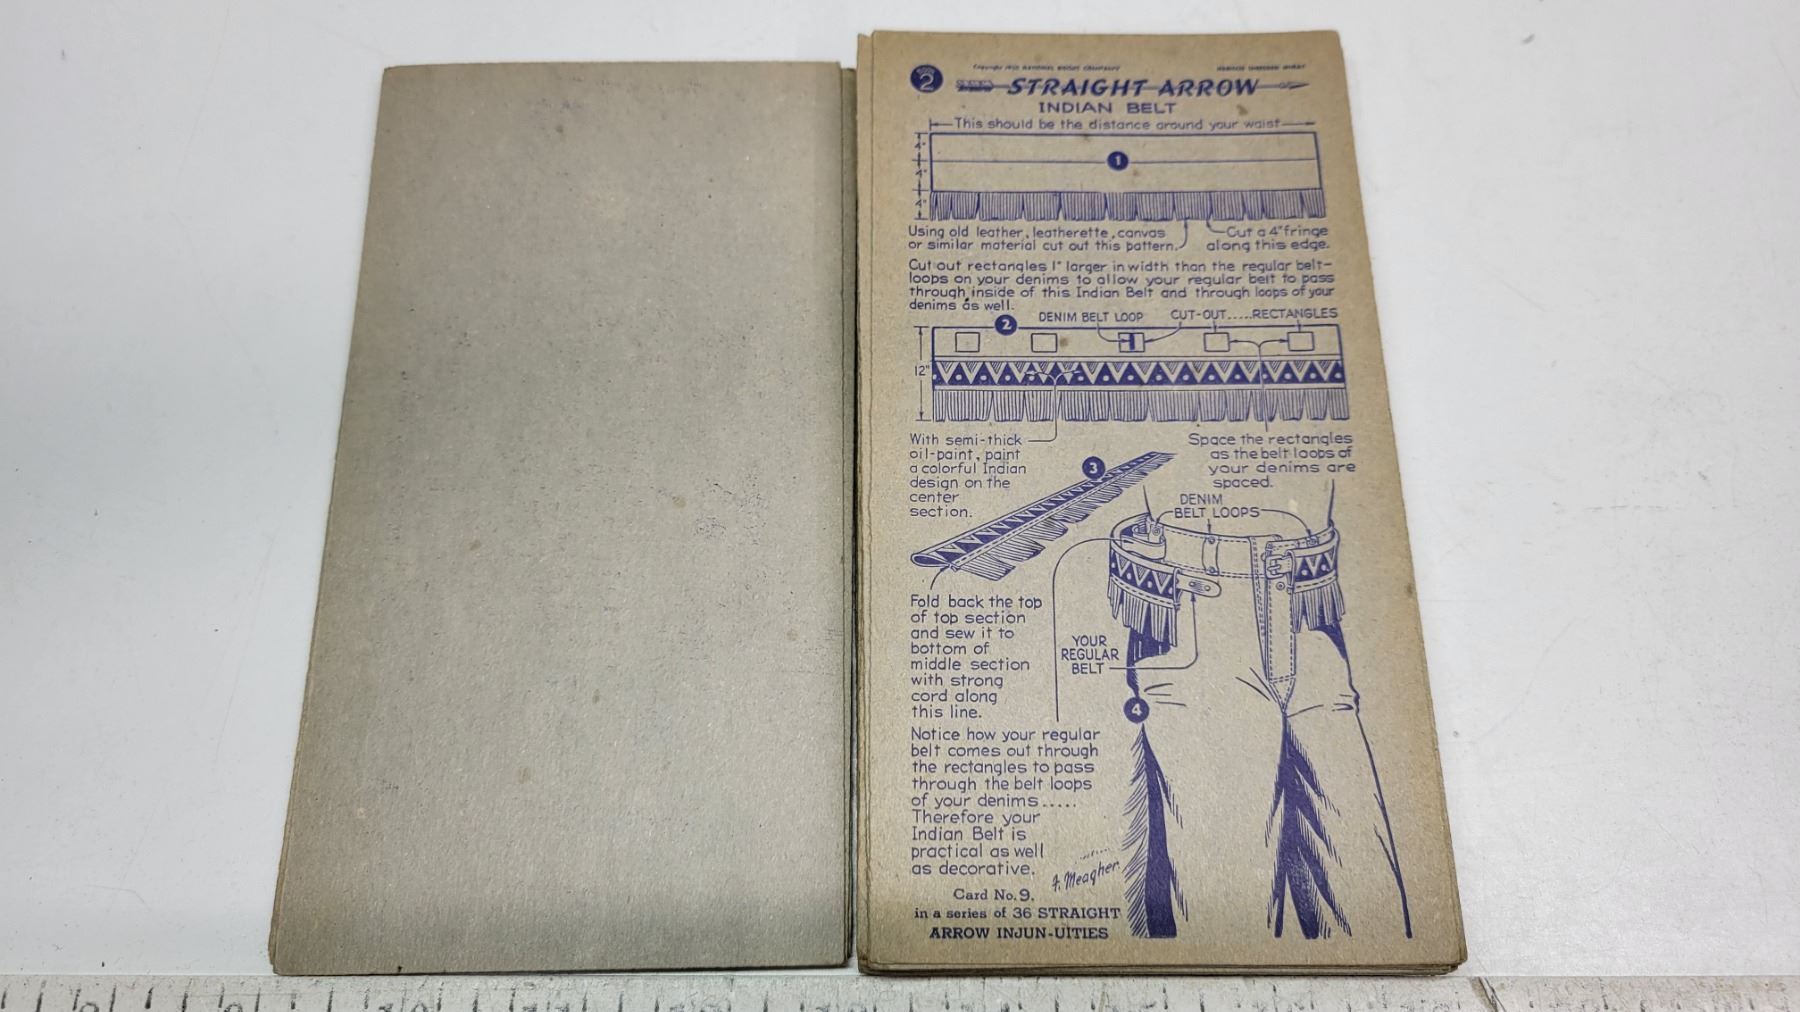 BOOK 2
Copyright 1950 NATIONAL BISCUIT COMPANY
NABISCO SHREDDED WHEAT
STRAIGHT ARROW
INDIAN BELT
This should be the distance around your waist
4"
4"
4"
1
Using old leather, leatherette, canvas
or similar material cut out this pattern.
Cut a 4" fringe
along this edge.
Cut out rectangles 1" larger in width than the regular belt-
loops on your denims to allow your regular belt to pass
through inside of this Indian Belt and through loops of your
denims as well.
2
DENIM BELT LOOP
CUT-OUT.....RECTANGLES
12"
With semi-thick
oil-paint, paint
a colorful Indian
design on the
center
section.
Space the rectangles
as the belt loops of
your denims are
spaced.
3
DENIM
BELT LOOPS
Fold back the top
of top section
and sew it to
bottom of
middle section
with strong
cord along
this line.
YOUR
REGULAR
BELT
4
Notice how your regular
belt comes out through
the rectangles to pass
through the belt loops
of your denims.....
Therefore your
Indian Belt is
practical as well
as decorative.
F. Meagher
Card No. 9.
in a series of 36 STRAIGHT
ARROW INJUN-UITIES